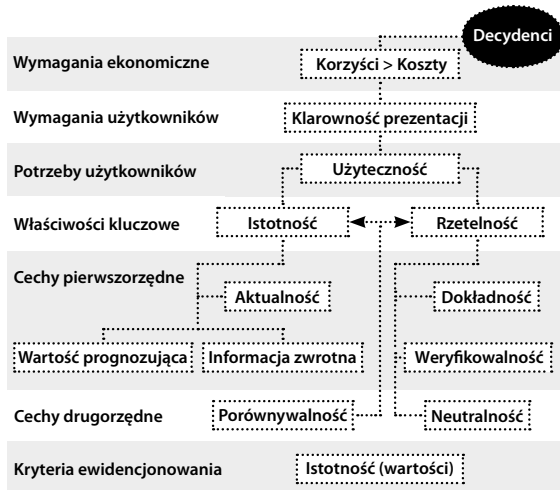 Decydenci
Wymagania ekonomiczne
Korzyści > Koszty
Wymagania użytkowników
Klarowność prezentacji
Potrzeby użytkowników
Użyteczność
Właściwości kluczowe
Istotność
Rzetelność
Cechy pierwszorzędne
Aktualność
Dokładność
Wartość prognozująca
Informacja zwrotna
Weryfikowalność
Cechy drugorzędne
Porównywalność
Neutralność
Kryteria ewidencjonowania
Istotność (wartości)